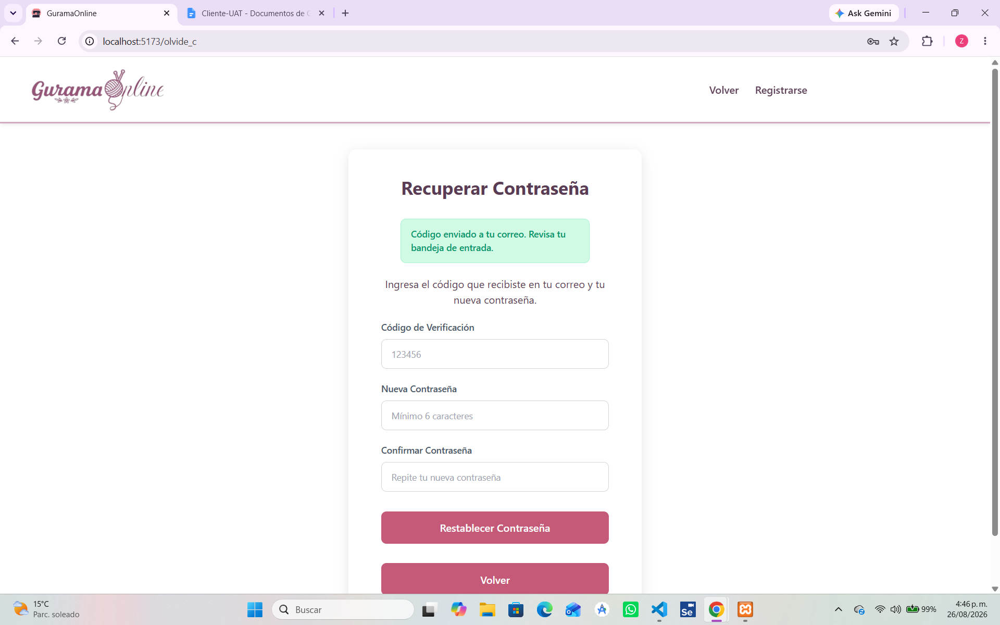 GuramaOnline
Cliente-UAT - Documentos de
Ask Gemini
localhost:5173/olvide_c
Z
GuramaOnline
Volver
Registrarse
Recuperar Contraseña
Código enviado a tu correo. Revisa tu
bandeja de entrada.
Ingresa el código que recibiste en tu correo y tu
nueva contraseña.
Código de Verificación
123456
Nueva Contraseña
Mínimo 6 caracteres
Confirmar Contraseña
Repite tu nueva contraseña
Restablecer Contraseña
Volver
15°C
Parc. soleado
Buscar
Se
99%
4:46 p. m.
26/08/2026